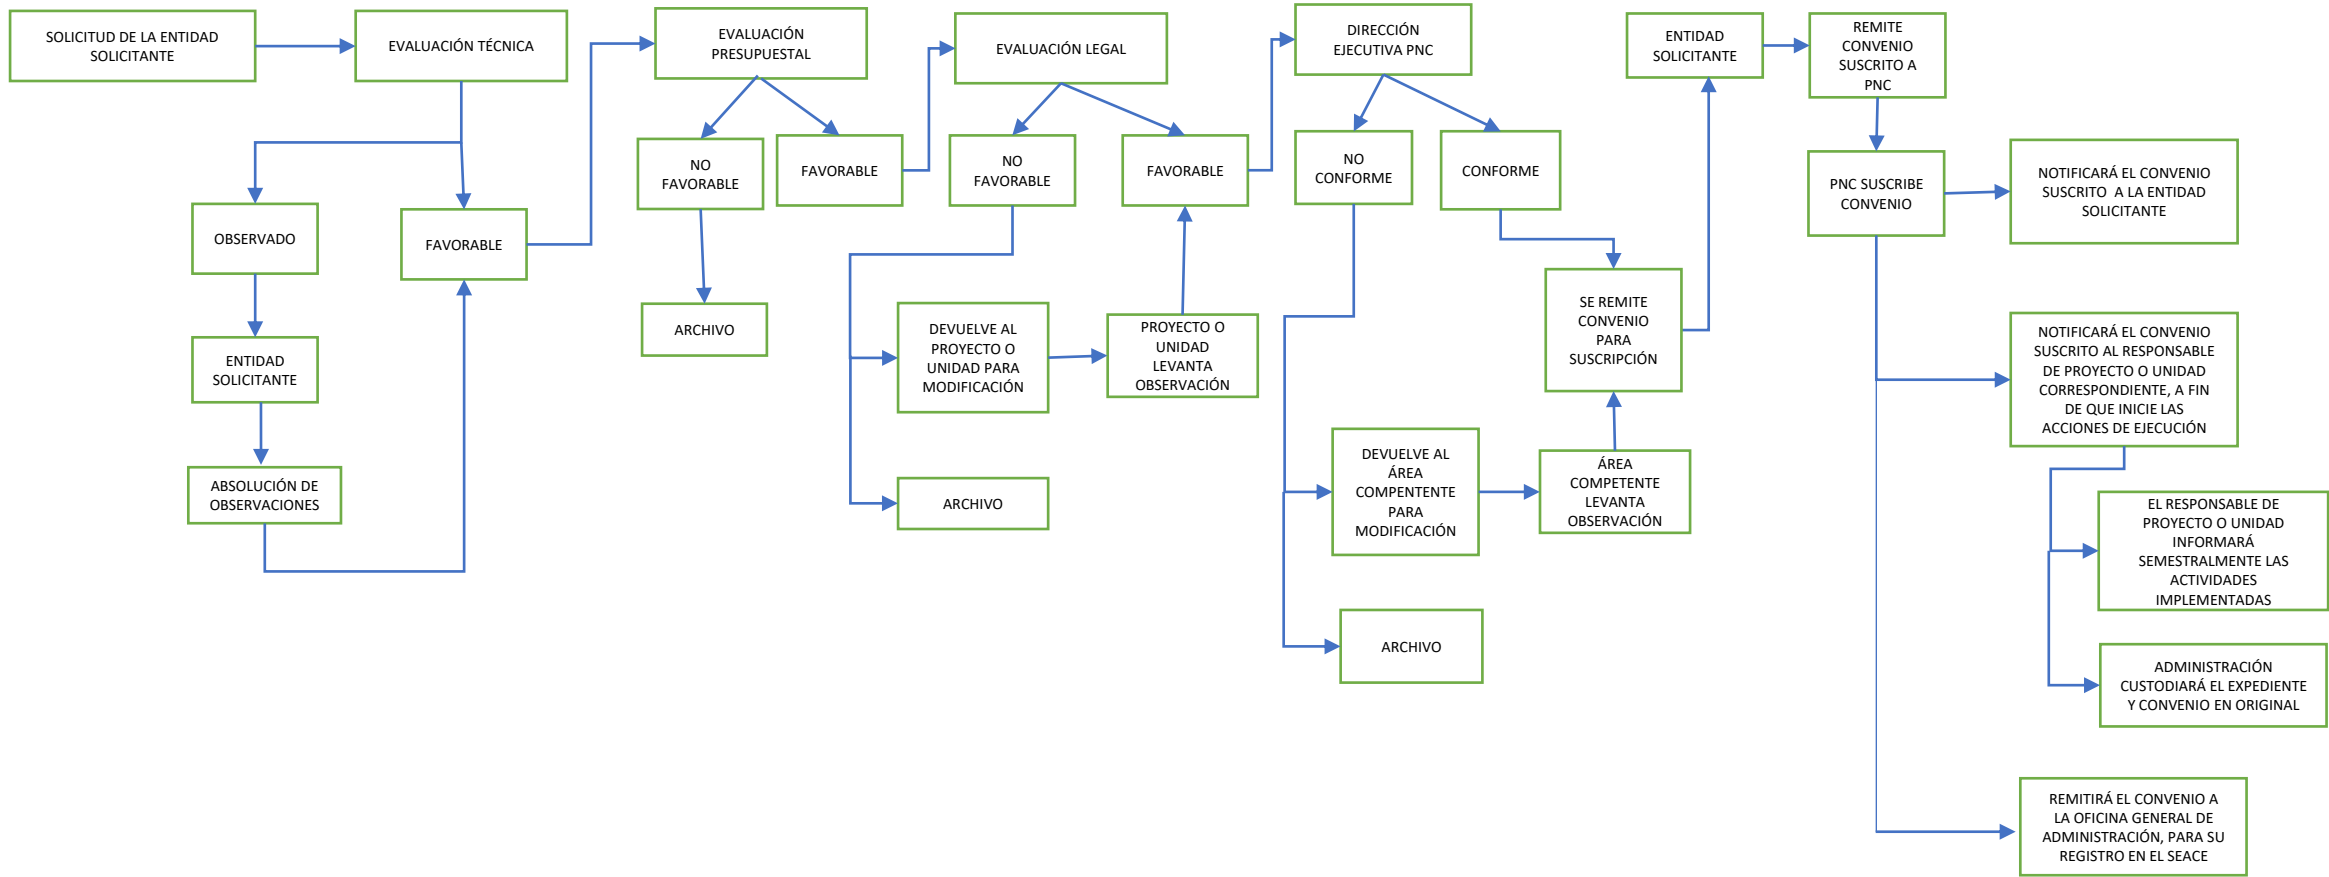 SOLICITUD DE LA ENTIDAD
SOLICITANTE
EVALUACIÓN TÉCNICA
OBSERVADO
FAVORABLE
ENTIDAD
SOLICITANTE
ABSOLUCIÓN DE
OBSERVACIONES
EVALUACIÓN
PRESUPUESTAL
NO
FAVORABLE
FAVORABLE
ARCHIVO
EVALUACIÓN LEGAL
NO
FAVORABLE
FAVORABLE
DEVUELVE AL
PROYECTO O
UNIDAD PARA
MODIFICACIÓN
PROYECTO O
UNIDAD
LEVANTA
OBSERVACIÓN
ARCHIVO
DIRECCIÓN
EJECUTIVA PNC
NO
CONFORME
CONFORME
SE REMITE
CONVENIO
PARA
SUSCRIPCIÓN
DEVUELVE AL
ÁREA
COMPENTENTE
PARA
MODIFICACIÓN
ÁREA
COMPETENTE
LEVANTA
OBSERVACIÓN
ARCHIVO
ENTIDAD
SOLICITANTE
REMITE
CONVENIO
SUSCRITO A
PNC
PNC SUSCRIBE
CONVENIO
NOTIFICARÁ EL CONVENIO
SUSCRITO A LA ENTIDAD
SOLICITANTE
NOTIFICARÁ EL CONVENIO
SUSCRITO AL RESPONSABLE
DE PROYECTO O UNIDAD
CORRESPONDIENTE, A FIN
DE QUE INICIE LAS
ACCIONES DE EJECUCIÓN
EL RESPONSABLE DE
PROYECTO O UNIDAD
INFORMARÁ
SEMESTRALMENTE LAS
ACTIVIDADES
IMPLEMENTADAS
ADMINISTRACIÓN
CUSTODIARÁ EL EXPEDIENTE
Y CONVENIO EN ORIGINAL
REMITIRÁ EL CONVENIO A
LA OFICINA GENERAL DE
ADMINISTRACIÓN, PARA SU
REGISTRO EN EL SEACE